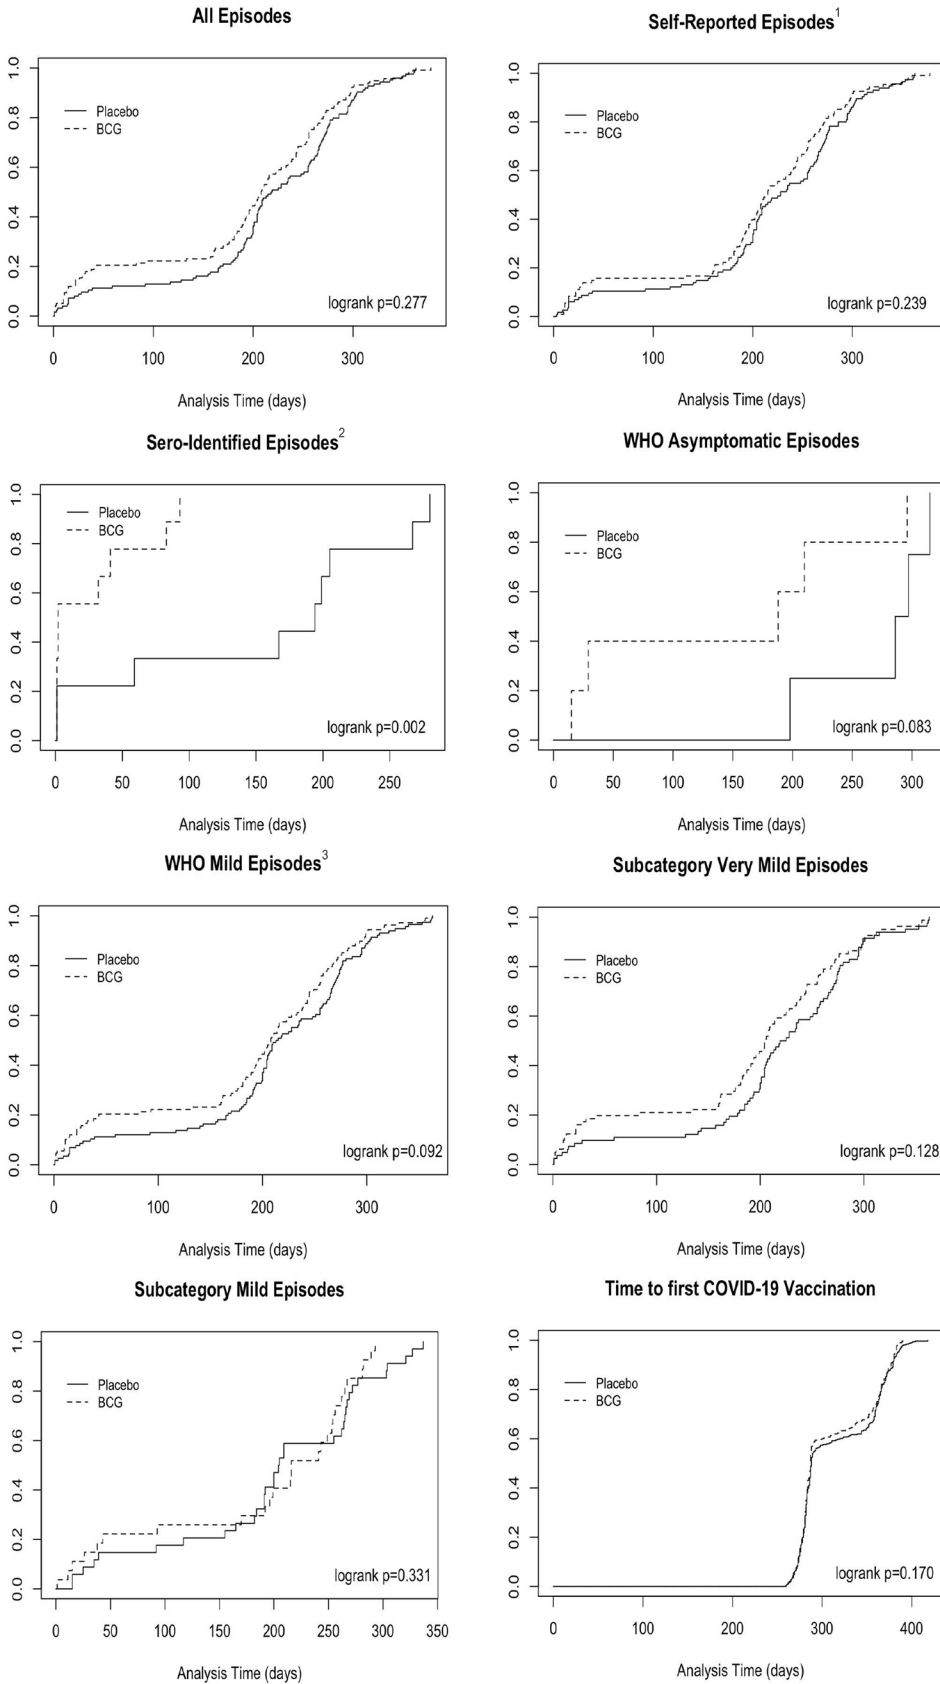 All Episodes
1.0
0.8
0.6
0.4
0.2
0.0
Placebo
BCG
logrank p=0.277
0 100 200 300
Analysis Time (days)
Self-Reported Episodes1
1.0
0.8
0.6
0.4
0.2
0.0
Placebo
BCG
logrank p=0.239
0 100 200 300
Analysis Time (days)
Sero-Identified Episodes2
1.0
0.8
0.6
0.4
0.2
0.0
Placebo
BCG
logrank p=0.002
0 50 100 150 200 250
Analysis Time (days)
WHO Asymptomatic Episodes
1.0
0.8
0.6
0.4
0.2
0.0
Placebo
BCG
logrank p=0.083
0 50 100 150 200 250 300
Analysis Time (days)
WHO Mild Episodes3
1.0
0.8
0.6
0.4
0.2
0.0
Placebo
BCG
logrank p=0.092
0 100 200 300
Analysis Time (days)
Subcategory Very Mild Episodes
1.0
0.8
0.6
0.4
0.2
0.0
Placebo
BCG
logrank p=0.128
0 100 200 300
Analysis Time (days)
Subcategory Mild Episodes
1.0
0.8
0.6
0.4
0.2
0.0
Placebo
BCG
logrank p=0.331
0 50 100 150 200 250 300 350
Analysis Time (days)
Time to first COVID-19 Vaccination
1.0
0.8
0.6
0.4
0.2
0.0
Placebo
BCG
logrank p=0.170
0 100 200 300 400
Analysis Time (days)